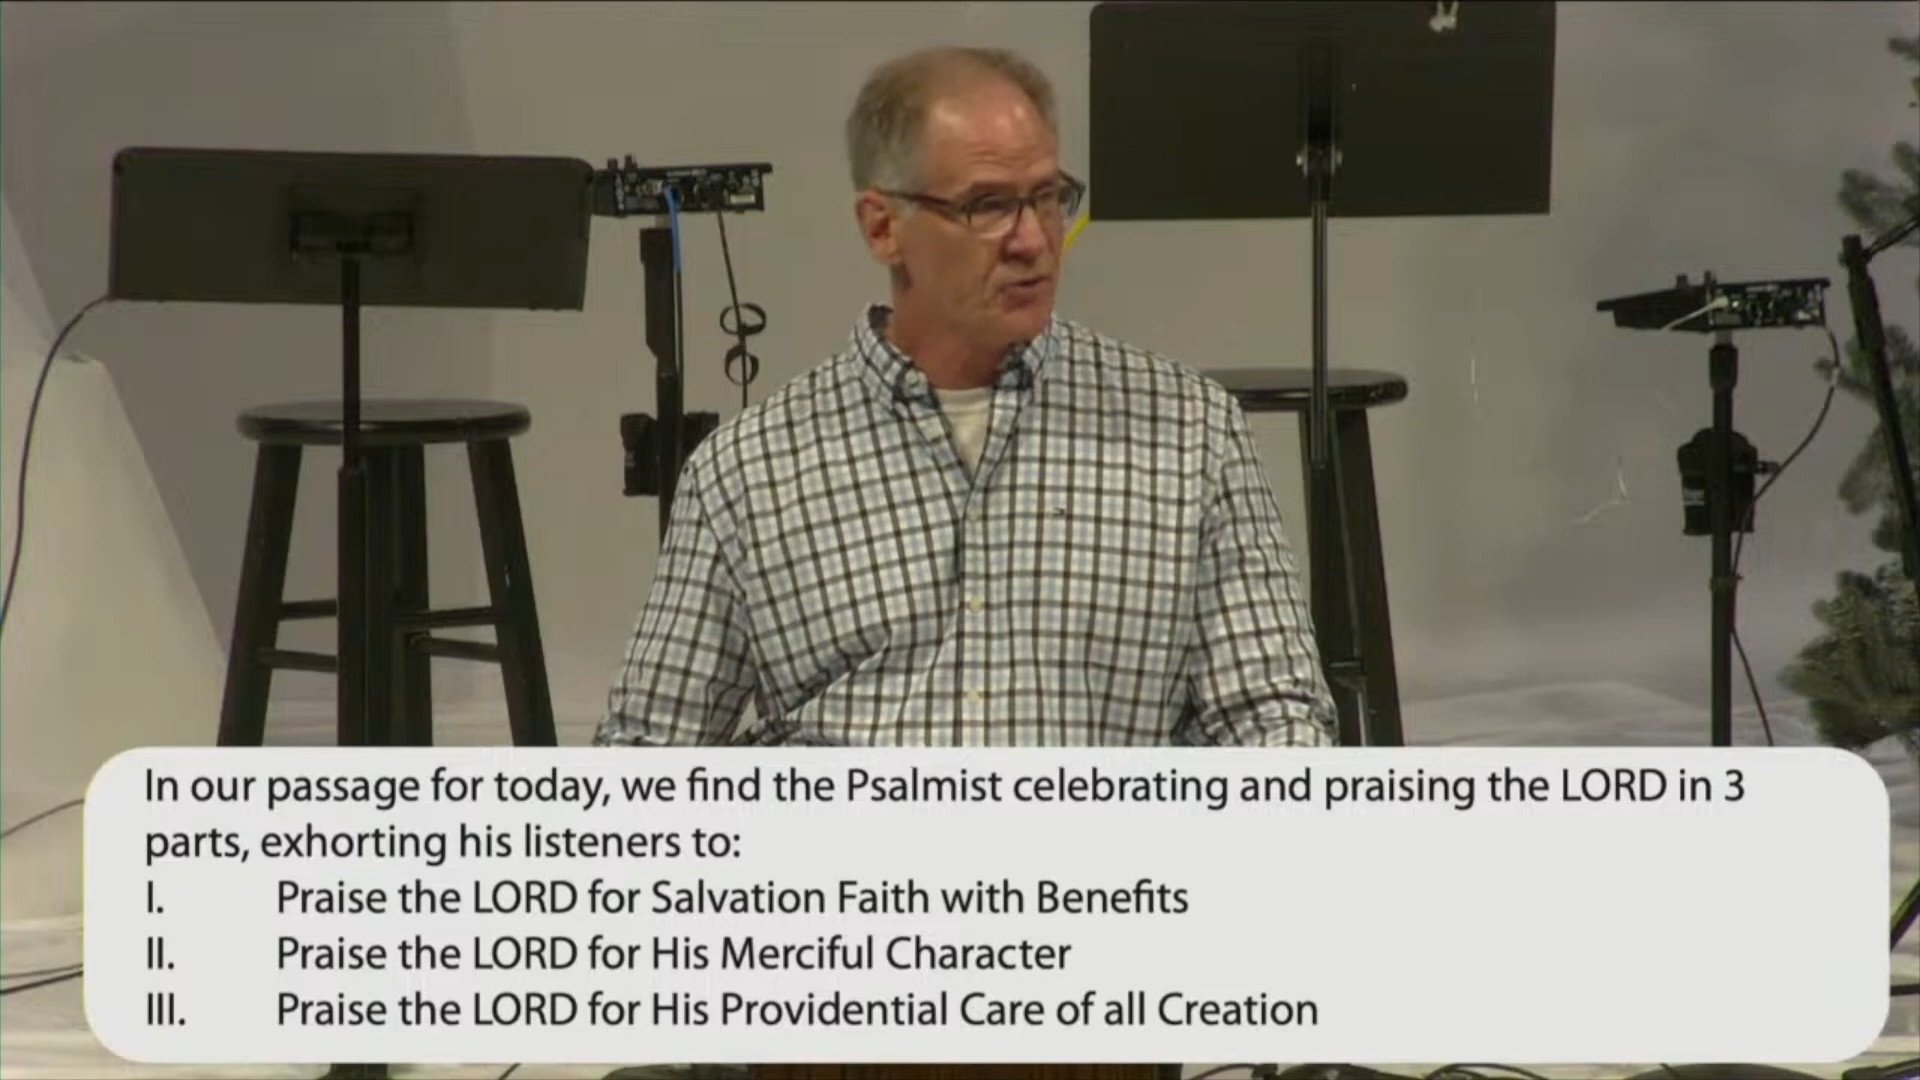 In our passage for today, we find the Psalmist celebrating and praising the LORD in 3
parts, exhorting his listeners to:
I. Praise the LORD for Salvation Faith with Benefits
II. Praise the LORD for His Merciful Character
III. Praise the LORD for His Providential Care of all Creation